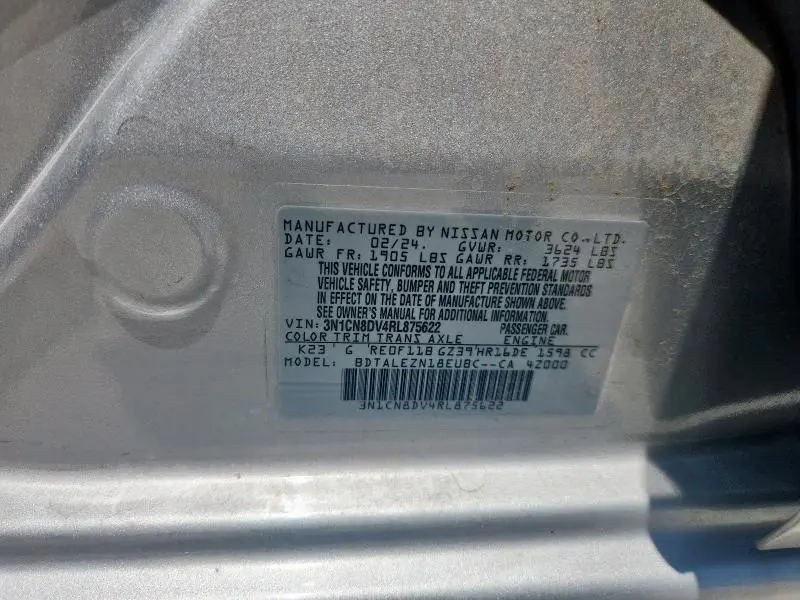 MANUFACTURED BY NISSAN MOTOR CO.,LTD.
DATE: 02/24. GVWR: 3624 LBS
GAWR FR: 1905 LBS GAWR RR: 1735 LBS
THIS VEHICLE CONFORMS TO ALL APPLICABLE FEDERAL MOTOR
VEHICLE SAFETY, BUMPER AND THEFT PREVENTION STANDARDS
IN EFFECT ON THE DATE OF MANUFACTURE SHOWN ABOVE.
SEE OWNER'S MANUAL FOR ADDITIONAL INFORMATION.
VIN: 3N1CN8DV4RL875622 PASSENGER CAR.
COLOR TRIM TRANS AXLE ENGINE
K23 G RE0F11B GZ39 HR16DE 1598 CC
MODEL: BDTALEZN18EUBC--CA 42000
3N1CN8DV4RL875622